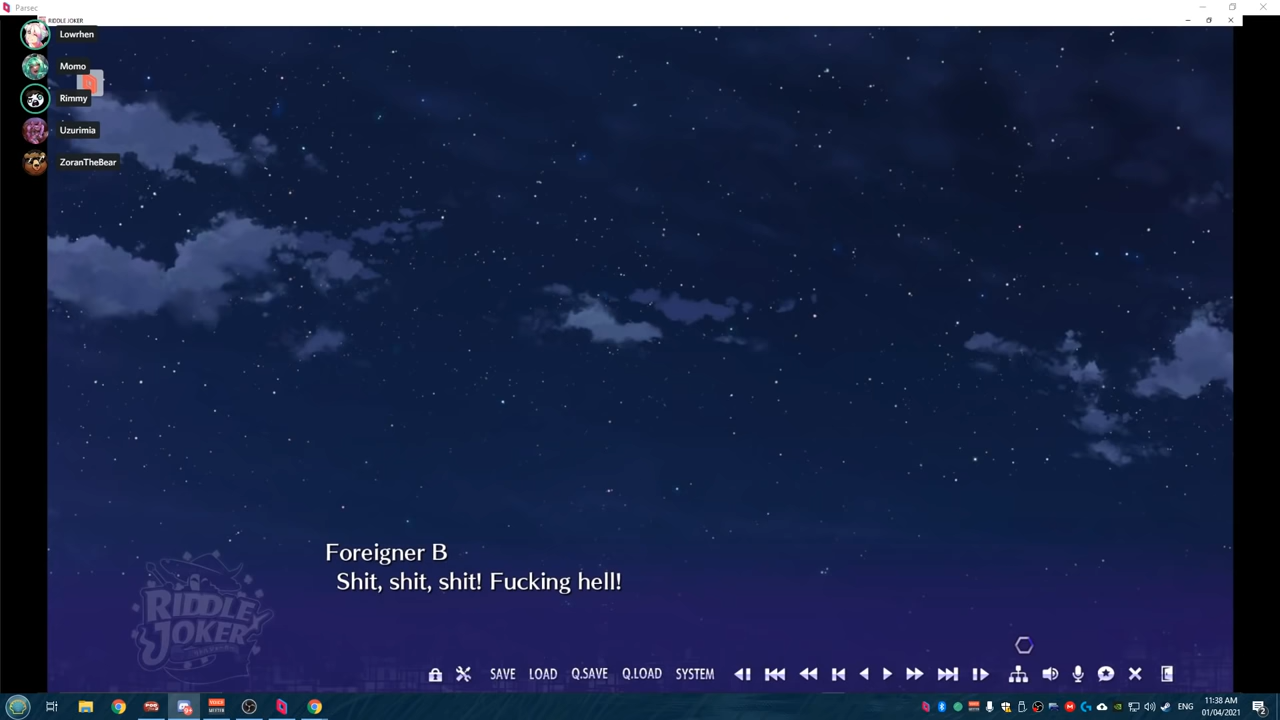 Parsec
RIDDLE JOKER
Lowrhen
Momo
Rimmy
Uzurimia
ZoranTheBear
Foreigner B
Shit, shit, shit! Fucking hell!
RIDDLE
JOKER
SAVE LOAD Q.SAVE Q.LOAD SYSTEM
ENG
11:38 AM
01/04/2021